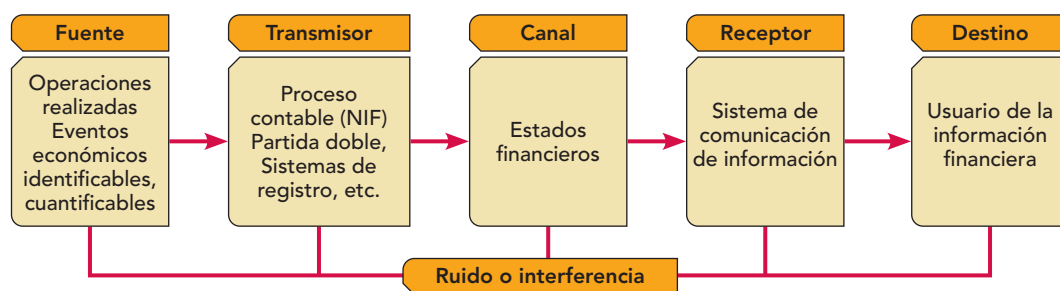 Fuente
Transmisor
Canal
Receptor
Destino
Operaciones
realizadas
Eventos
económicos
identificables,
cuantificables
Proceso
contable (NIF)
Partida doble,
Sistemas de
registro, etc.
Estados
financieros
Sistema de
comunicación
de información
Usuario de la
información
financiera
Ruido o interferencia